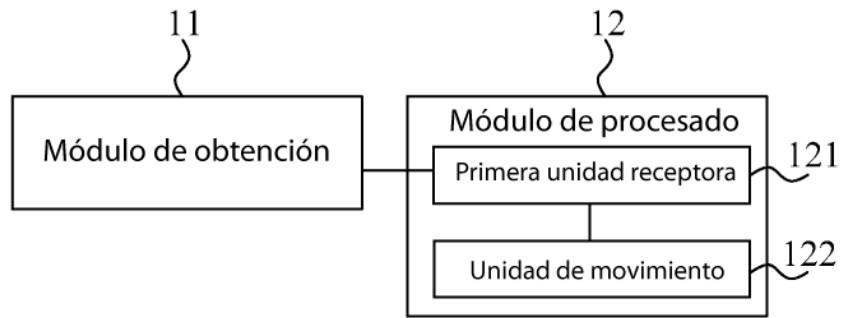 11
12
Módulo de obtención
Módulo de procesado
Primera unidad receptora
121
Unidad de movimiento
122